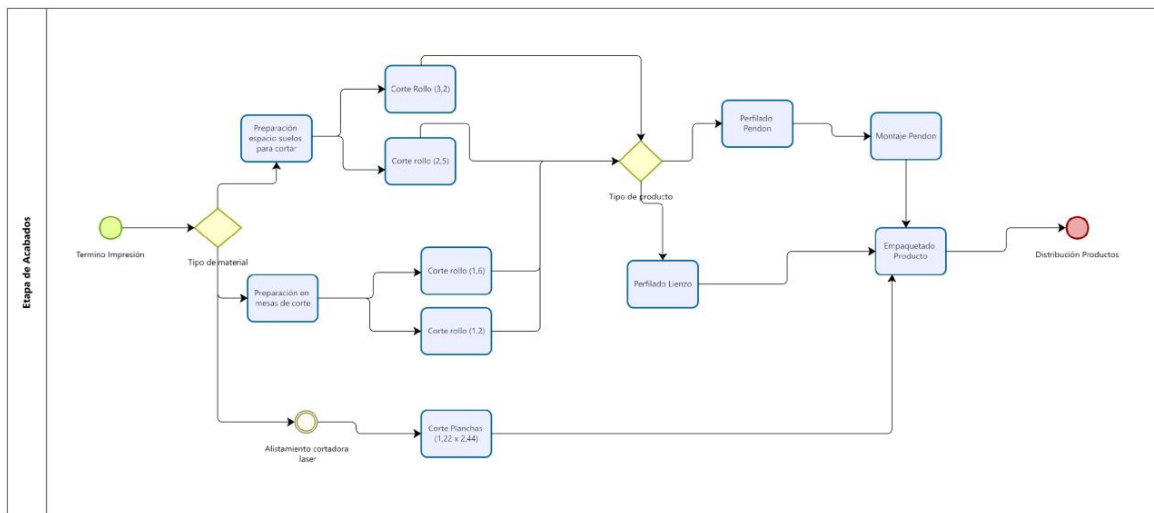 Etapa de Acabados
Termino Impresión
Tipo de material
Preparación
espacio suelos
para cortar
Corte Rollo (3,2)
Corte rollo (2,5)
Preparación en
mesas de corte
Corte rollo (1,6)
Corte rollo (1,2)
Alistamiento cortadora
laser
Corte Planchas
(1,22 x 2,44)
Tipo de producto
Perfilado
Pendon
Montaje Pendon
Perfilado Lienzo
Empaquetado
Producto
Distribución Productos